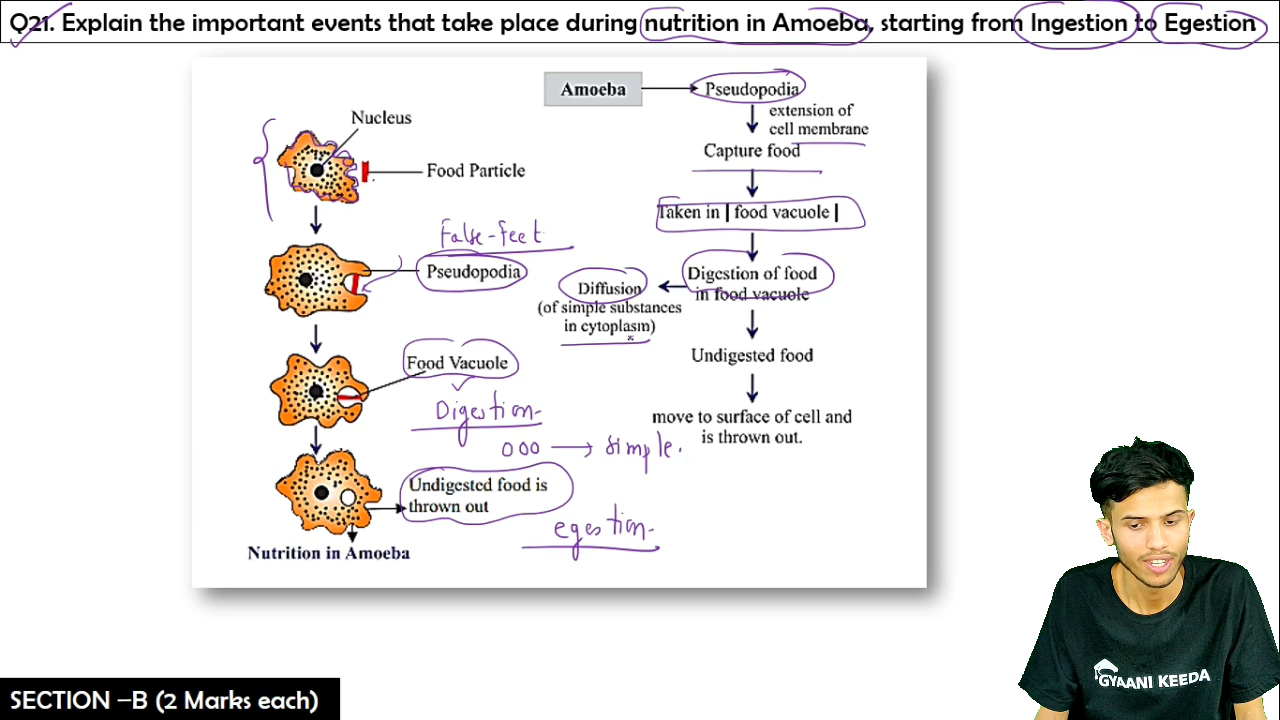 Q21. Explain the important events that take place during nutrition in Amoeba, starting from Ingestion to Egestion
Nucleus
Food Particle
False-feet
Pseudopodia
Food Vacuole
Digestion
000 → simple.
Undigested food is
thrown out
egestion
Nutrition in Amoeba
Amoeba
Pseudopodia
extension of
cell membrane
Capture food
Taken in | food vacuole |
Digestion of food
in food vacuole
Diffusion
(of simple substances
in cytoplasm)
Undigested food
move to surface of cell and
is thrown out.
GYAANI KEEDA
SECTION –B (2 Marks each)